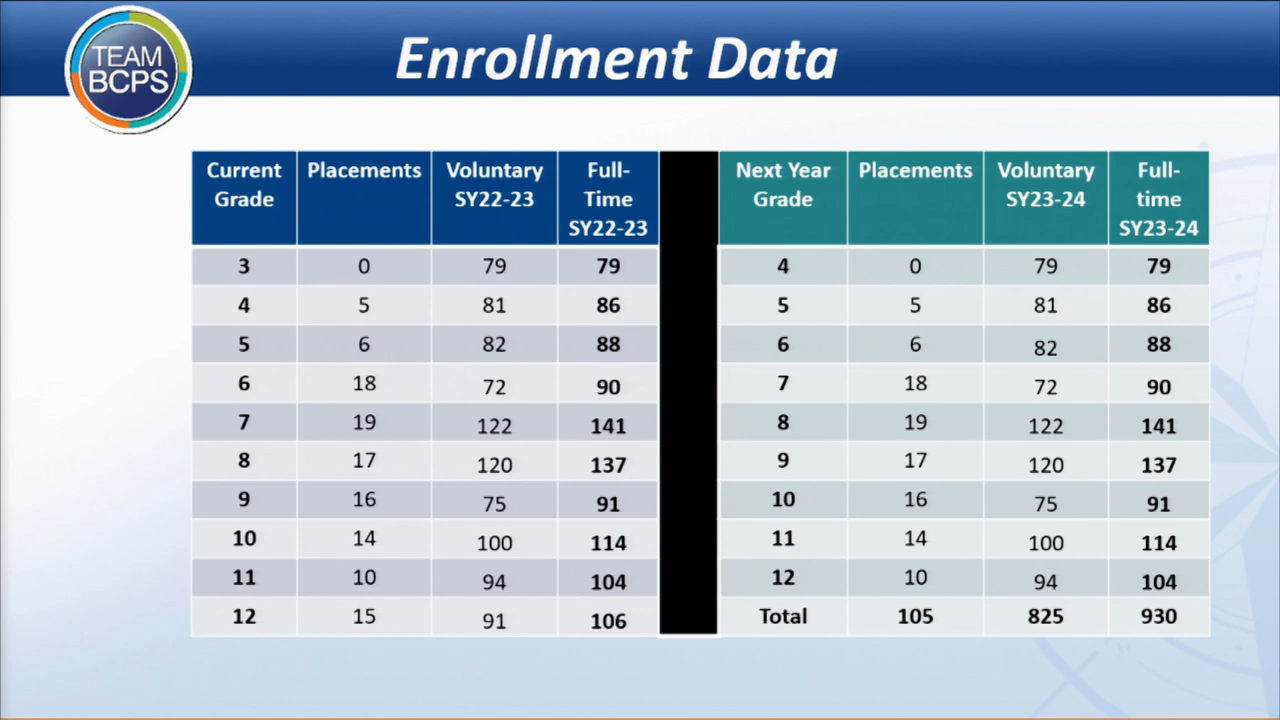 TEAM
BCPS
Enrollment Data
Current Grade Placements Voluntary SY22-23 Full-Time SY22-23
3 0 79 79
4 5 81 86
5 6 82 88
6 18 72 90
7 19 122 141
8 17 120 137
9 16 75 91
10 14 100 114
11 10 94 104
12 15 91 106
Next Year Grade Placements Voluntary SY23-24 Full-time SY23-24
4 0 79 79
5 5 81 86
6 6 82 88
7 18 72 90
8 19 122 141
9 17 120 137
10 16 75 91
11 14 100 114
12 10 94 104
Total 105 825 930